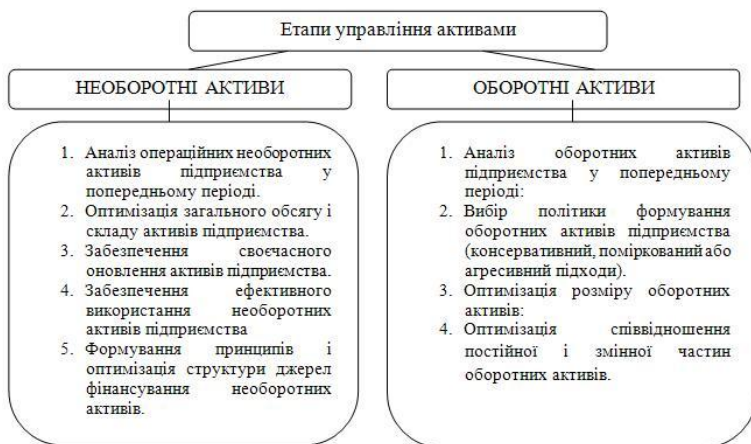 Етапи управління активами
НЕОБОРОТНІ АКТИВИ
1. Аналіз операційних необоротних
активів підприємства у
попередньому періоді.
2. Оптимізація загального обсягу і
складу активів підприємства.
3. Забезпечення своєчасного
оновлення активів підприємства.
4. Забезпечення ефективного
використання необоротних
активів підприємства
5. Формування принципів і
оптимізація структури джерел
фінансування необоротних
активів.
ОБОРОТНІ АКТИВИ
1. Аналіз оборотних активів
підприємства у попередньому
періоді:
2. Вибір політики формування
оборотних активів підприємства
(консервативний, поміркований або
агресивний підходи).
3. Оптимізація розміру оборотних
активів:
4. Оптимізація співвідношення
постійної і змінної частин
оборотних активів.